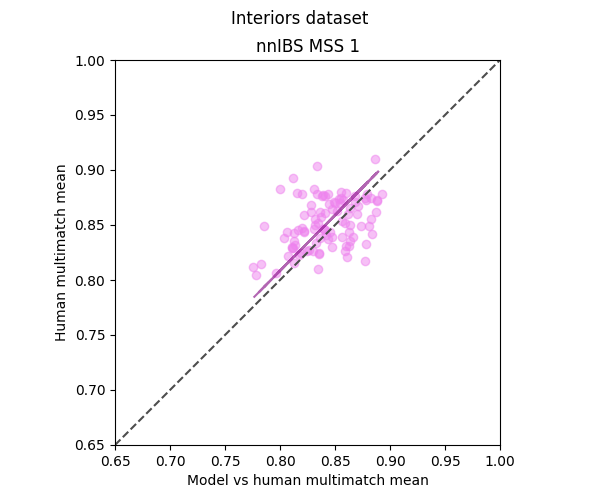 Interiors dataset
nnIBS MSS 1
1.00
0.95
0.90
0.85
0.80
0.75
0.70
0.65
Human multimatch mean
0.65 0.70 0.75 0.80 0.85 0.90 0.95 1.00
Model vs human multimatch mean